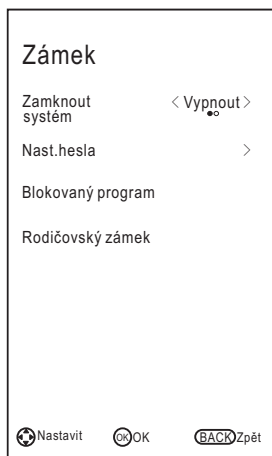 Zámek
Zamknout systém < Vypnout >
Nast.hesla >
Blokovaný program
Rodičovský zámek
Nastavit OK OK BACK Zpět